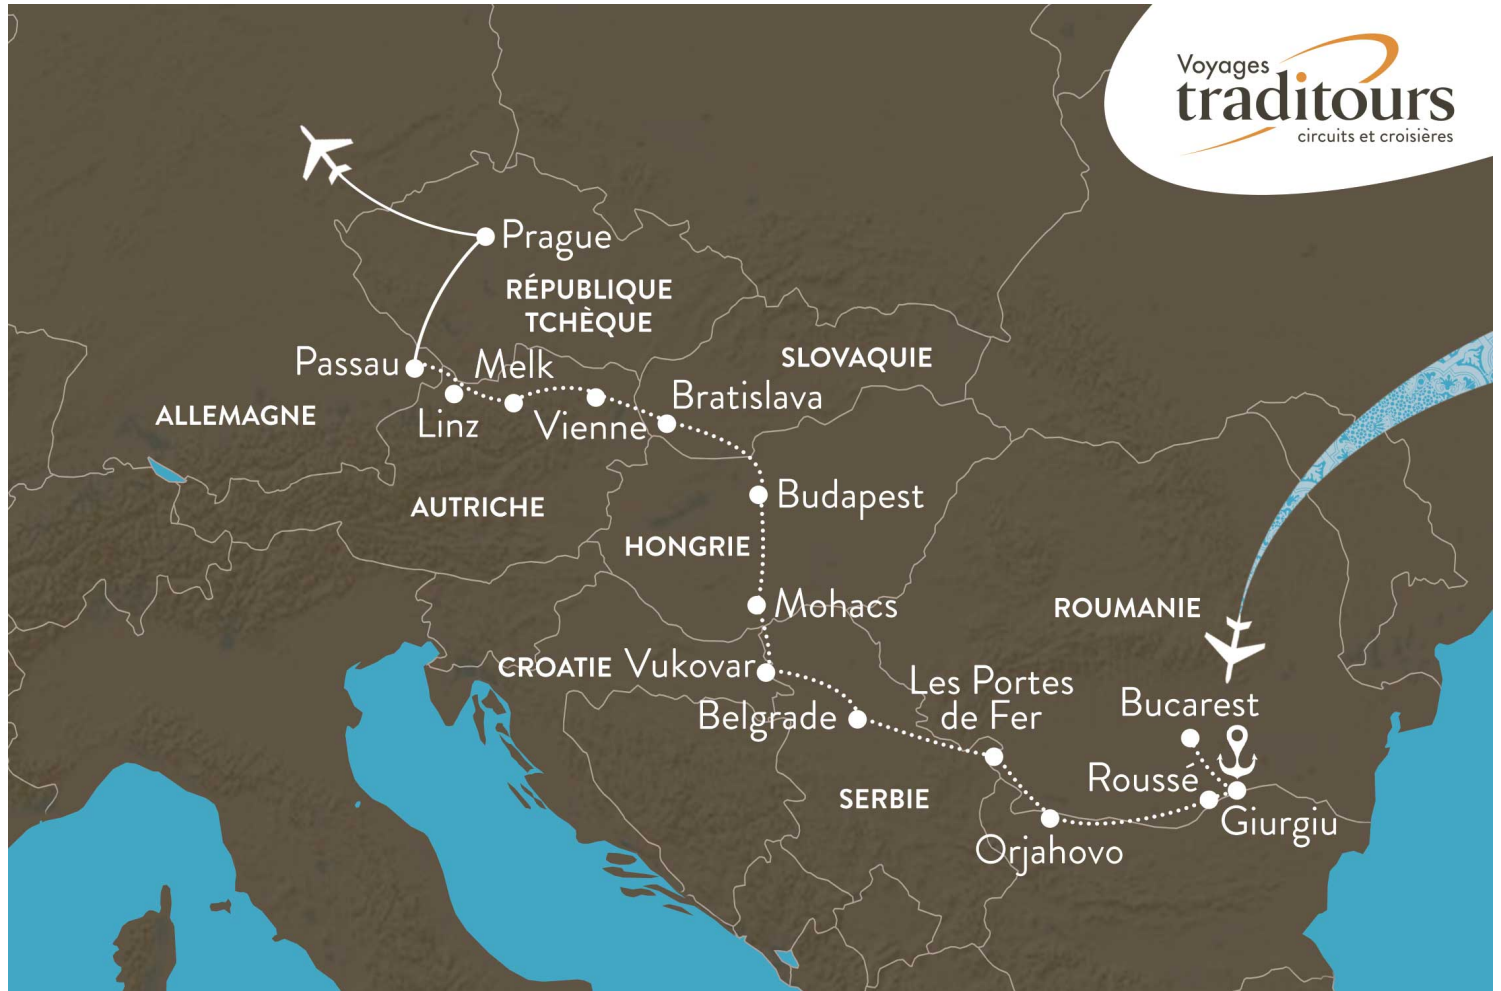 Voyages
traditours
circuits et croisières
Prague
RÉPUBLIQUE
TCHÈQUE
Passau
Melk
SLOVAQUIE
Bratislava
ALLEMAGNE
Linz
Vienne
AUTRICHE
Budapest
HONGRIE
Mohacs
ROUMANIE
CROATIE
Vukovar
Les Portes
de Fer
Bucarest
Belgrade
Roussé
SERBIE
Giurgiu
Orjahovo